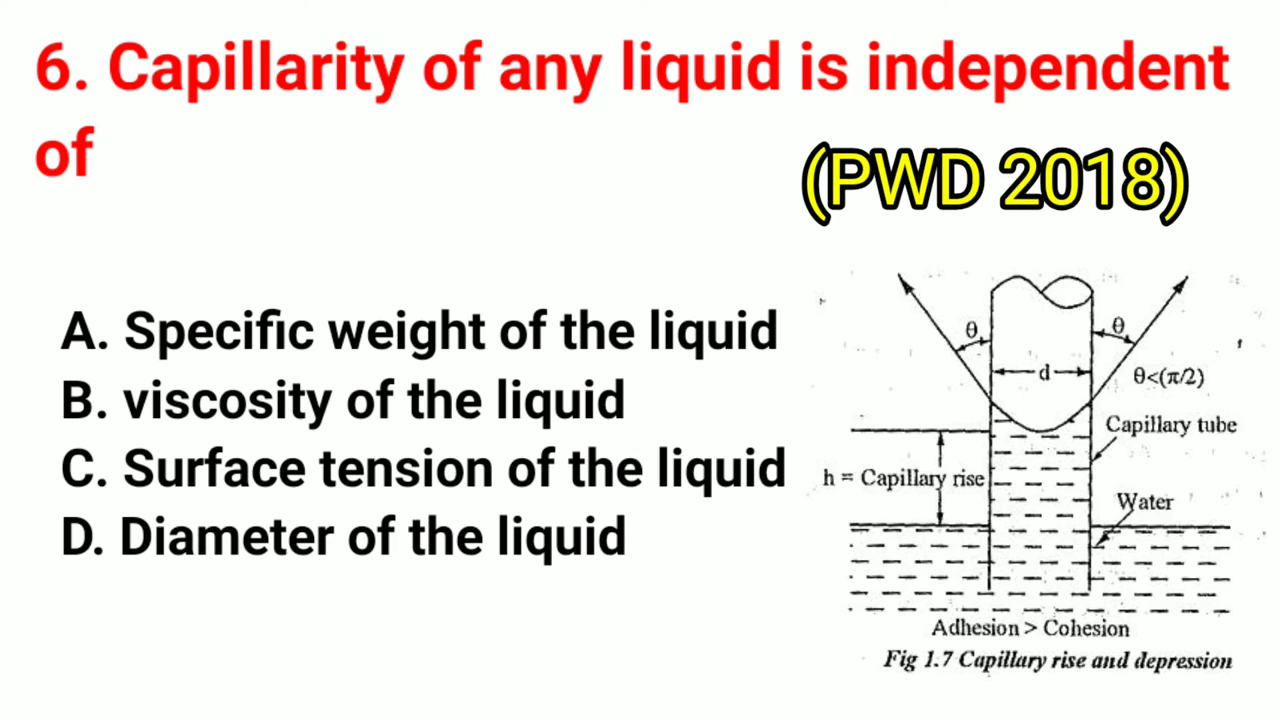 6. Capillarity of any liquid is independent
of
(PWD 2018)
A. Specific weight of the liquid
B. viscosity of the liquid
C. Surface tension of the liquid
D. Diameter of the liquid
θ
θ
d
θ<(π/2)
Capillary tube
h = Capillary rise
Water
Adhesion > Cohesion
Fig 1.7 Capillary rise and depression